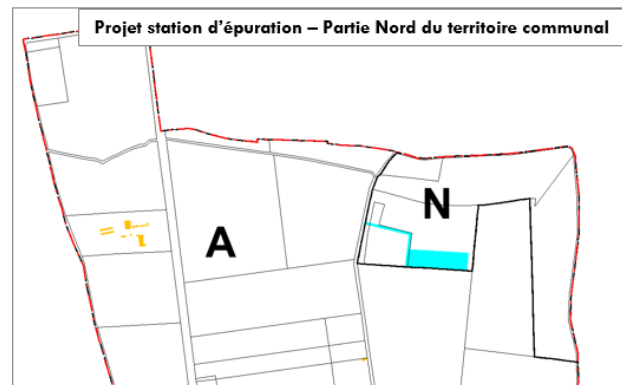 Projet station d'épuration – Partie Nord du territoire communal
N
A